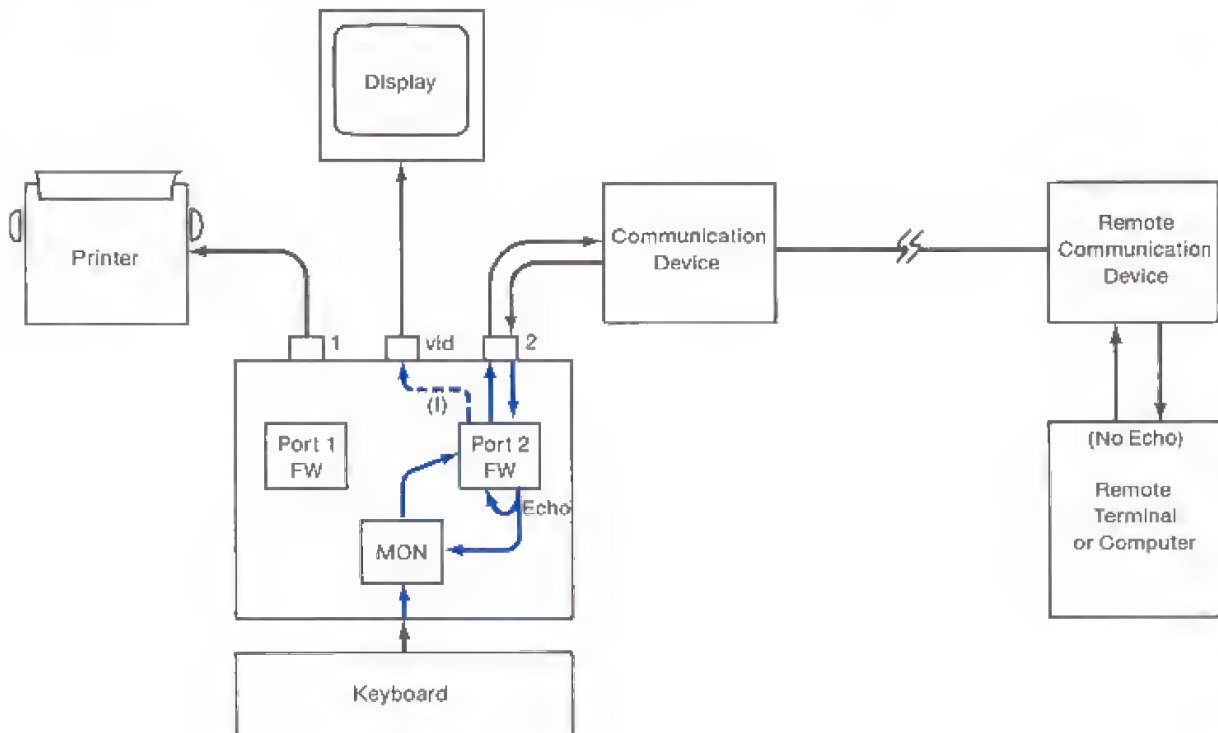 Display
Printer
Communication
Device
Remote
Communication
Device
1
vid
2
(I)
Port 1
FW
Port 2
FW
Echo
MON
(No Echo)
Remote
Terminal
or Computer
Keyboard